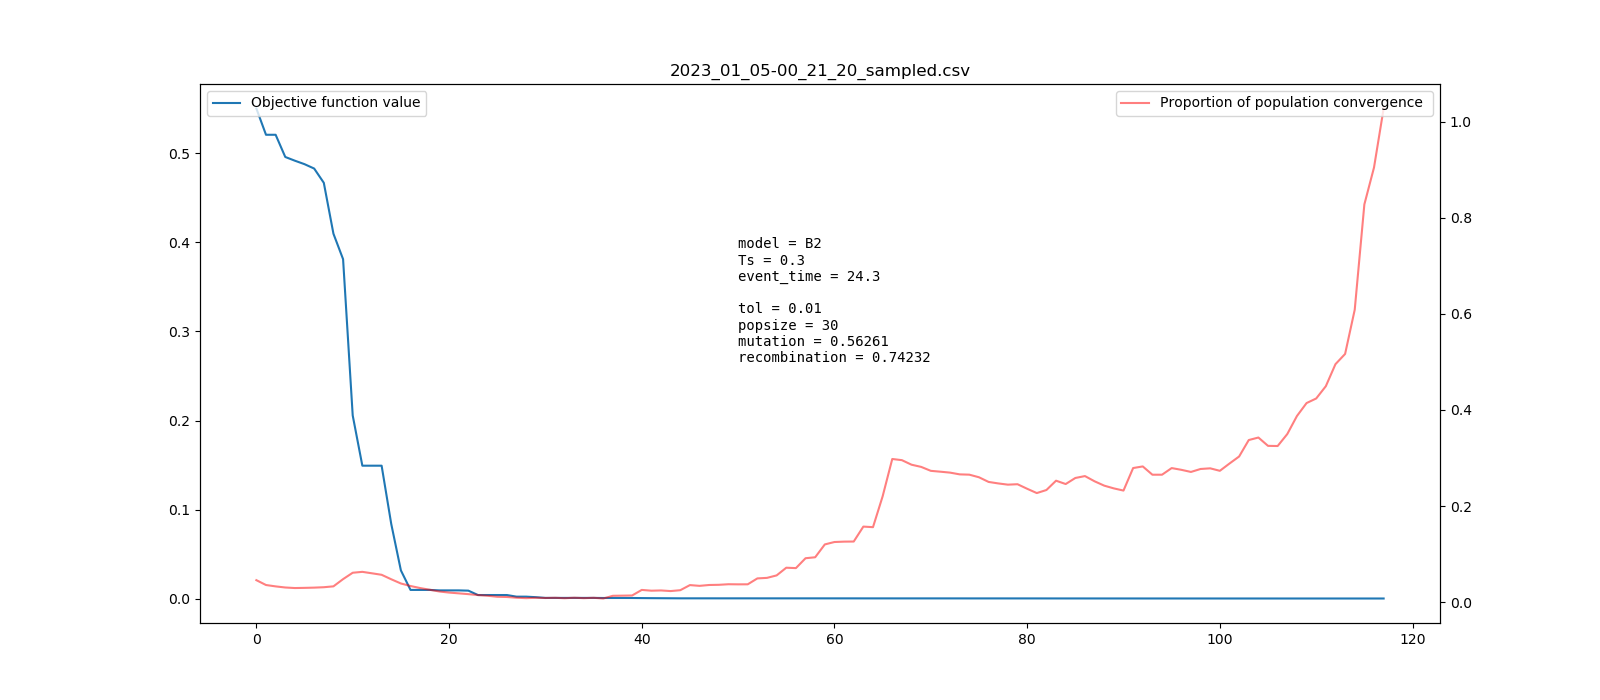 2023_01_05-00_21_20_sampled.csv
Objective function value
Proportion of population convergence
0.5
0.4
0.3
0.2
0.1
0.0
1.0
0.8
0.6
0.4
0.2
0.0
model = B2
Ts = 0.3
event_time = 24.3
tol = 0.01
popsize = 30
mutation = 0.56261
recombination = 0.74232
0 20 40 60 80 100 120